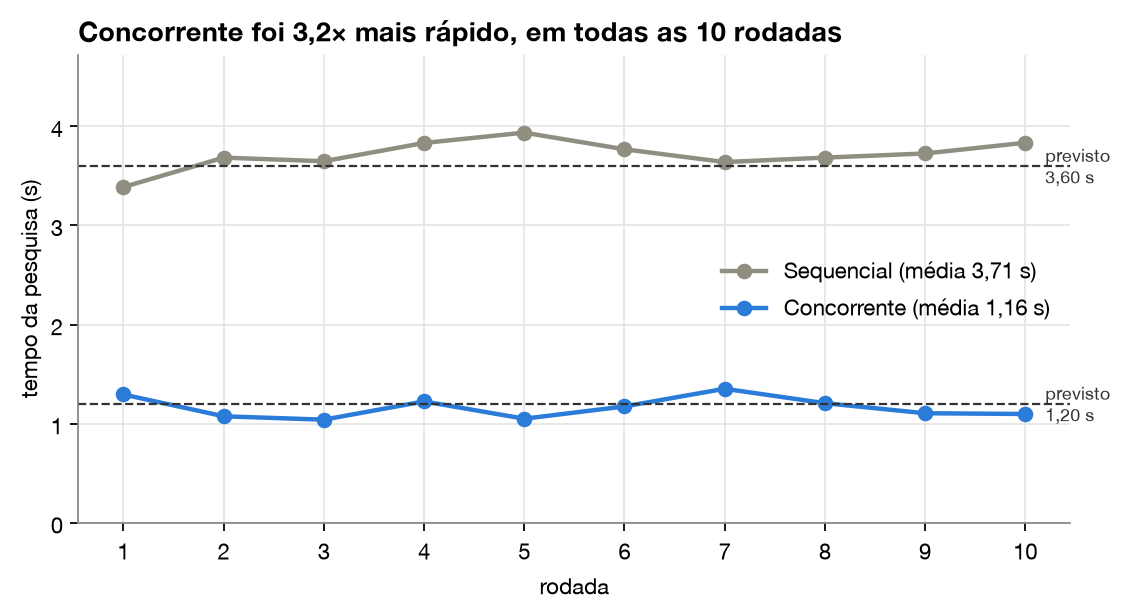 Concorrente foi 3,2× mais rápido, em todas as 10 rodadas
tempo da pesquisa (s)
4
3
2
1
0
previsto
3,60 s
Sequencial (média 3,71 s)
Concorrente (média 1,16 s)
previsto
1,20 s
1 2 3 4 5 6 7 8 9 10
rodada